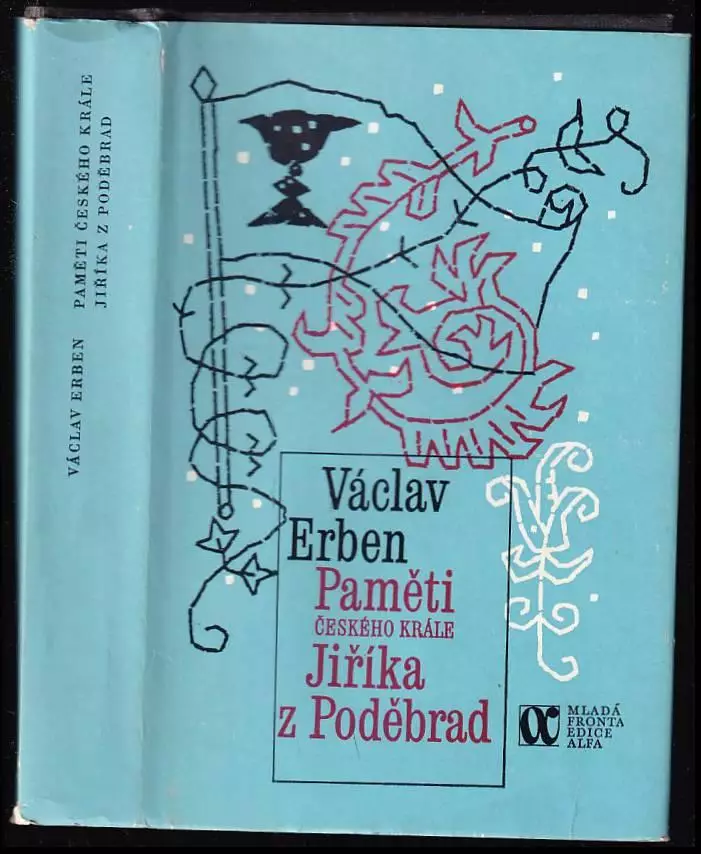 VÁCLAV ERBEN PAMĚTI ČESKÉHO KRÁLE
JIŘÍKA Z PODĚBRAD
Václav
Erben
Paměti
ČESKÉHO KRÁLE
Jiříka
z Poděbrad
MLADÁ
FRONTA
EDICE
ALFA